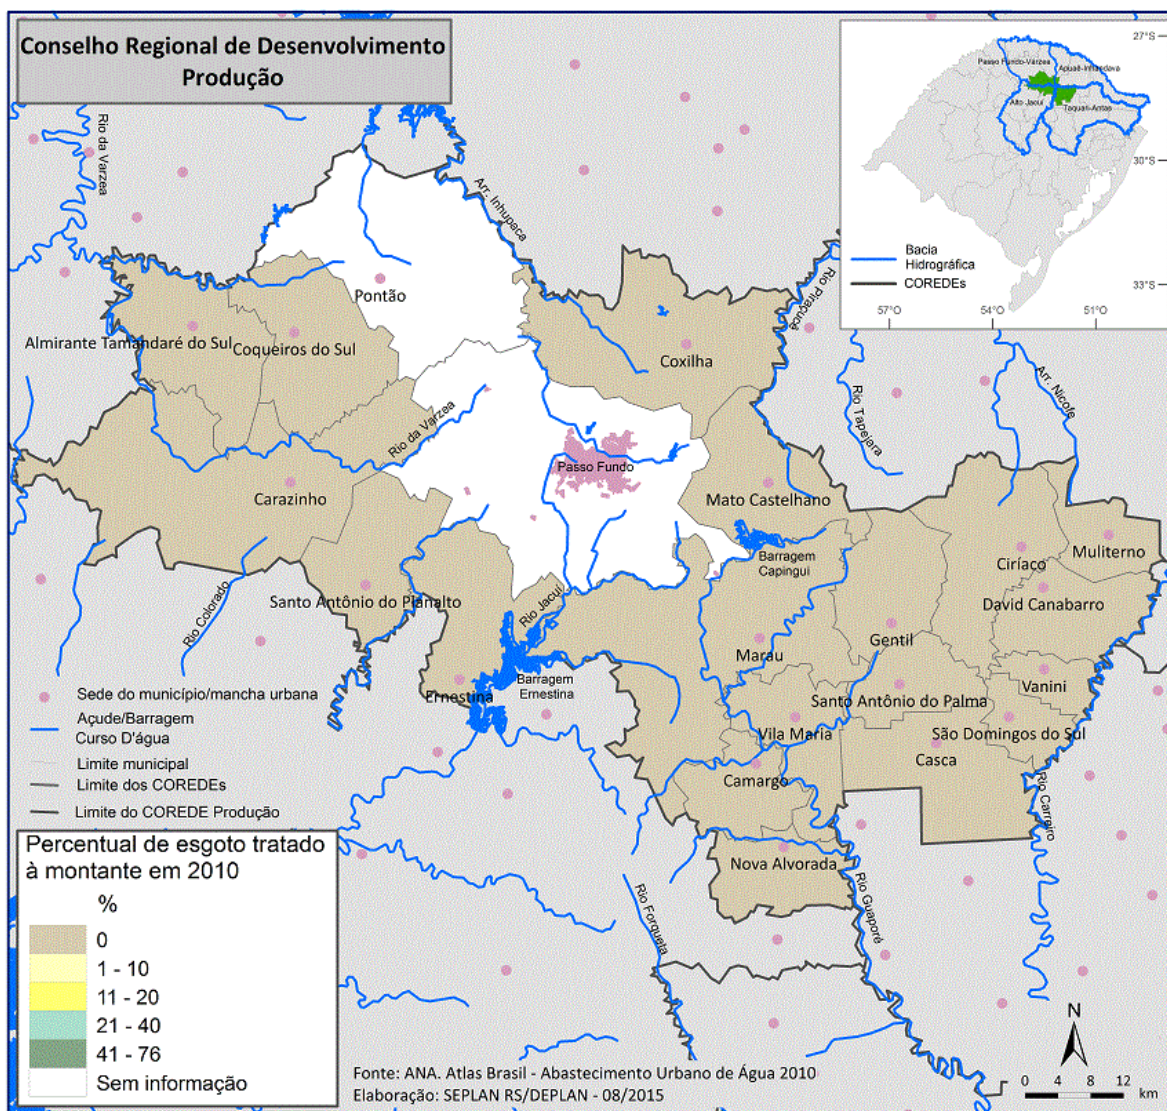 Conselho Regional de Desenvolvimento
Produção
27°S
30°S
33°S
57°O
54°O
51°O
Passo Fundo-Várzea
Apuaê-Inhandava
Alto Jacuí
Taquari-Antas
Bacia
Hidrográfica
COREDEs
Rio da Varzea
Arr. Inhupaca
Rio Piraçuce
Pontão
Almirante Tamandaré do Sul
Coqueiros do Sul
Coxilha
Rio Tapejara
Arr. Nicofe
Rio da Varzea
Passo Fundo
Carazinho
Mato Castelhano
Barragem
Capingui
Ciríaco
Muliterno
Rio Colorado
Santo Antônio do Planalto
Rio Jacuí
David Canabarro
Gentil
Marau
Ernestina
Barragem
Ernestina
Vanini
Santo Antônio do Palma
Vila Maria
São Domingos do Sul
Casca
Camargo
Rio Carreiro
Nova Alvorada
Rio Guaporé
Rio Forqueta
Sede do município/mancha urbana
Açude/Barragem
Curso D'água
Limite municipal
Limite dos COREDEs
Limite do COREDE Produção
Percentual de esgoto tratado
à montante em 2010
%
0
1 - 10
11 - 20
21 - 40
41 - 76
Sem informação
Fonte: ANA. Atlas Brasil - Abastecimento Urbano de Água 2010
Elaboração: SEPLAN RS/DEPLAN - 08/2015
N
0 4 8 12
km